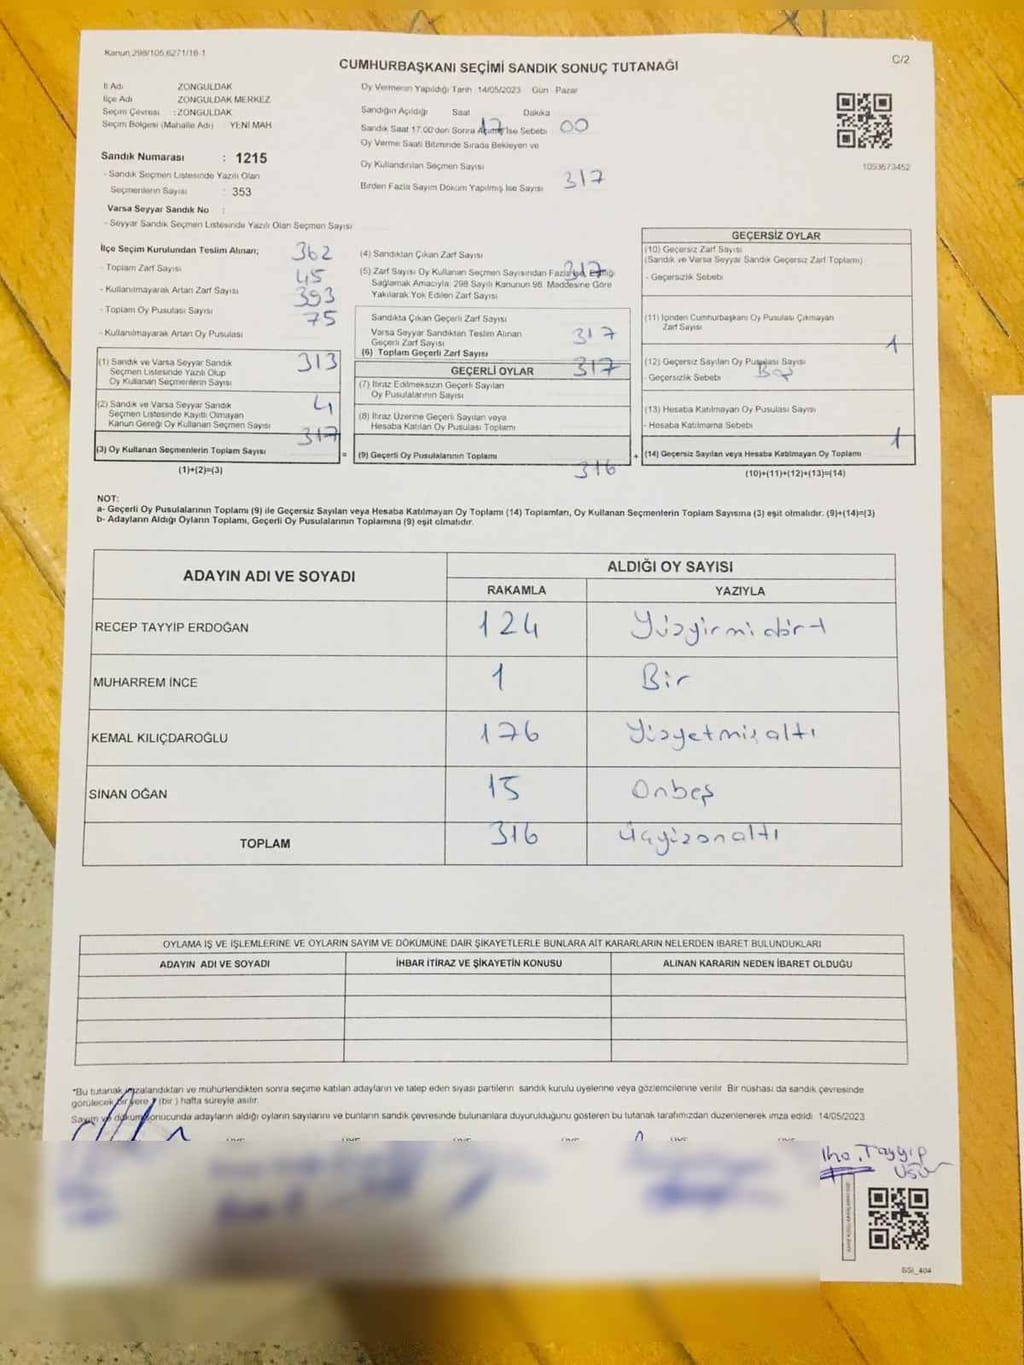 Kanun 298/105,6271/16-1
C/2
CUMHURBAŞKANI SEÇİMİ SANDIK SONUÇ TUTANAĞI
İl Adı ZONGULDAK
İlçe Adı ZONGULDAK MERKEZ
Seçim Çevresi : ZONGULDAK
Seçim Bölgesi (Mahalle Adı) YENİ MAH
Sandık Numarası : 1215
- Sandık Seçmen Listesinde Yazılı Olan
Seçmenlerin Sayısı : 353
Varsa Seyyar Sandık No :
- Seyyar Sandık Seçmen Listesinde Yazılı Olan Seçmen Sayısı
Oy Vermenin Yapıldığı Tarih 14/05/2023 Gün Pazar
Sandığın Açıldığı Saat Dakika
17 00
Sandık Saat 17.00'den Sonra Açılmış İse Sebebi
Oy Verme Saati Bitiminde Sırada Bekleyen ve
Oy Kullandırılan Seçmen Sayısı
Birden Fazla Sayım Döküm Yapılmış İse Sayısı 317
1093673452
İlçe Seçim Kurulundan Teslim Alınan; 362
- Toplam Zarf Sayısı 45
- Kullanılmayarak Artan Zarf Sayısı 393
- Toplam Oy Pusulası Sayısı 75
- Kullanılmayarak Artan Oy Pusulası
(1) Sandık ve Varsa Seyyar Sandık
Seçmen Listesinde Yazılı Olup
Oy Kullanan Seçmenlerin Sayısı 313
(2) Sandık ve Varsa Seyyar Sandık
Seçmen Listesinde Kayıtlı Olmayan
Kanun Gereği Oy Kullanan Seçmen Sayısı 4
(3) Oy Kullanan Seçmenlerin Toplam Sayısı 317
(1)+(2)=(3)
(4) Sandıktan Çıkan Zarf Sayısı 317
(5) Zarf Sayısı Oy Kullanan Seçmen Sayısından Fazla ise, Eşitliği
Sağlamak Amacıyla; 298 Sayılı Kanunun 98. Maddesine Göre
Yakılarak Yok Edilen Zarf Sayısı
Sandıkta Çıkan Geçerli Zarf Sayısı
Varsa Seyyar Sandıktan Teslim Alınan
Geçerli Zarf Sayısı 317
(6) Toplam Geçerli Zarf Sayısı 317
GEÇERLİ OYLAR
(7) İtiraz Edilmeksizin Geçerli Sayılan
Oy Pusulalarının Sayısı
(8) İtiraz Üzerine Geçerli Sayılan veya
Hesaba Katılan Oy Pusulası Toplamı
=
(9) Geçerli Oy Pusulalarının Toplamı 316
+
GEÇERSİZ OYLAR
(10) Geçersiz Zarf Sayısı
(Sandık ve Varsa Seyyar Sandık Geçersiz Zarf Toplamı)
- Geçersizlik Sebebi
(11) İçinden Cumhurbaşkanı Oy Pusulası Çıkmayan
Zarf Sayısı 1
(12) Geçersiz Sayılan Oy Pusulası Sayısı
- Geçersizlik Sebebi Boş
(13) Hesaba Katılmayan Oy Pusulası Sayısı
- Hesaba Katılmama Sebebi 1
(14) Geçersiz Sayılan veya Hesaba Katılmayan Oy Toplamı
(10)+(11)+(12)+(13)=(14)
NOT:
a- Geçerli Oy Pusulalarının Toplamı (9) ile Geçersiz Sayılan veya Hesaba Katılmayan Oy Toplamı (14) Toplamları, Oy Kullanan Seçmenlerin Toplam Sayısına (3) eşit olmalıdır. (9)+(14)=(3)
b- Adayların Aldığı Oyların Toplamı, Geçerli Oy Pusulalarının Toplamına (9) eşit olmalıdır.
ADAYIN ADI VE SOYADI
ALDIĞI OY SAYISI
RAKAMLA YAZIYLA
RECEP TAYYİP ERDOĞAN 124 Yüzyirmidört
MUHARREM İNCE 1 Bir
KEMAL KILIÇDAROĞLU 176 Yüzyetmişaltı
SİNAN OĞAN 15 Onbeş
TOPLAM 316 Üçyüzonaltı
OYLAMA İŞ VE İŞLEMLERİNE VE OYLARIN SAYIM VE DÖKÜMÜNE DAİR ŞİKAYETLERLE BUNLARA AİT KARARLARIN NELERDEN İBARET BULUNDUKLARI
ADAYIN ADI VE SOYADI İHBAR İTİRAZ VE ŞİKAYETİN KONUSU ALINAN KARARIN NEDEN İBARET OLDUĞU
*Bu tutanak imzalandıktan ve mühürlendikten sonra seçime katılan adayların ve talep eden siyasi partilerin sandık kurulu üyelerine veya gözlemcilerine verilir. Bir nüshası da sandık çevresinde
görülecek bir yere 1 (bir) hafta süreyle asılır.
Sayım ve döküm sonucunda adayların aldığı oyların sayılarını ve bunların sandık çevresinde bulunanlara duyurulduğunu gösteren bu tutanak tarafımızdan düzenlenerek imza edildi. 14/05/2023
Tayyip
SSI_404